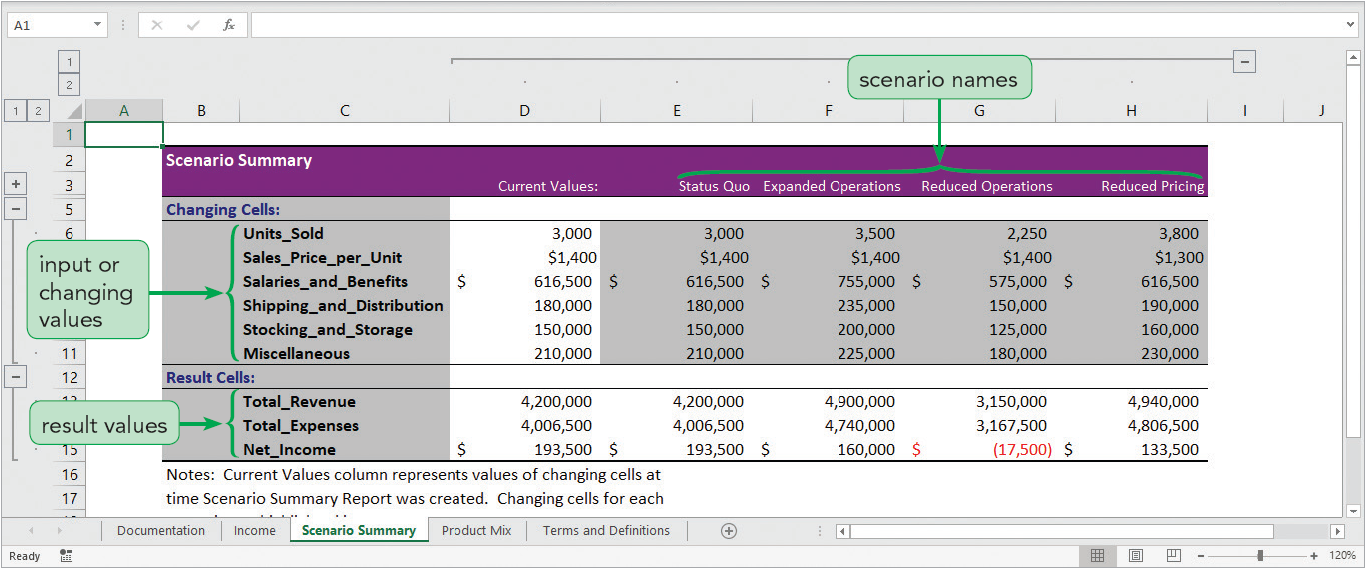 A1 fx
1
2
scenario names
1 2 A B C D E F G H I J
1
2 Scenario Summary
3 Current Values: Status Quo Expanded Operations Reduced Operations Reduced Pricing
5 Changing Cells:
6 Units_Sold 3,000 3,000 3,500 2,250 3,800
Sales_Price_per_Unit $1,400 $1,400 $1,400 $1,400 $1,300
Salaries_and_Benefits $ 616,500 $ 616,500 $ 755,000 $ 575,000 $ 616,500
Shipping_and_Distribution 180,000 180,000 235,000 150,000 190,000
Stocking_and_Storage 150,000 150,000 200,000 125,000 160,000
11 Miscellaneous 210,000 210,000 225,000 180,000 230,000
input or
changing
values
12 Result Cells:
Total_Revenue 4,200,000 4,200,000 4,900,000 3,150,000 4,940,000
Total_Expenses 4,006,500 4,006,500 4,740,000 3,167,500 4,806,500
15 Net_Income $ 193,500 $ 193,500 $ 160,000 $ (17,500) $ 133,500
result values
16 Notes: Current Values column represents values of changing cells at
17 time Scenario Summary Report was created. Changing cells for each
Documentation Income Scenario Summary Product Mix Terms and Definitions
Ready 120%